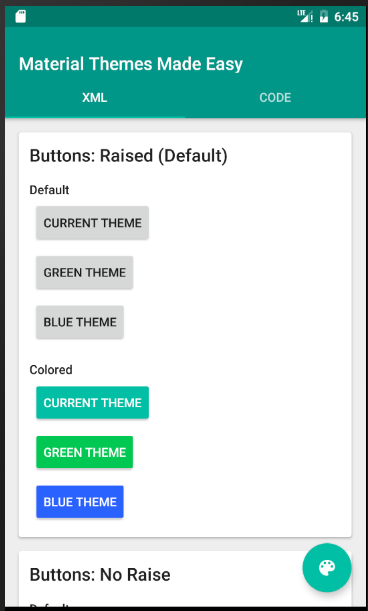 LTE 6:45
Material Themes Made Easy
XML CODE
Buttons: Raised (Default)
Default
CURRENT THEME
GREEN THEME
BLUE THEME
Colored
CURRENT THEME
GREEN THEME
BLUE THEME
Buttons: No Raise
Default